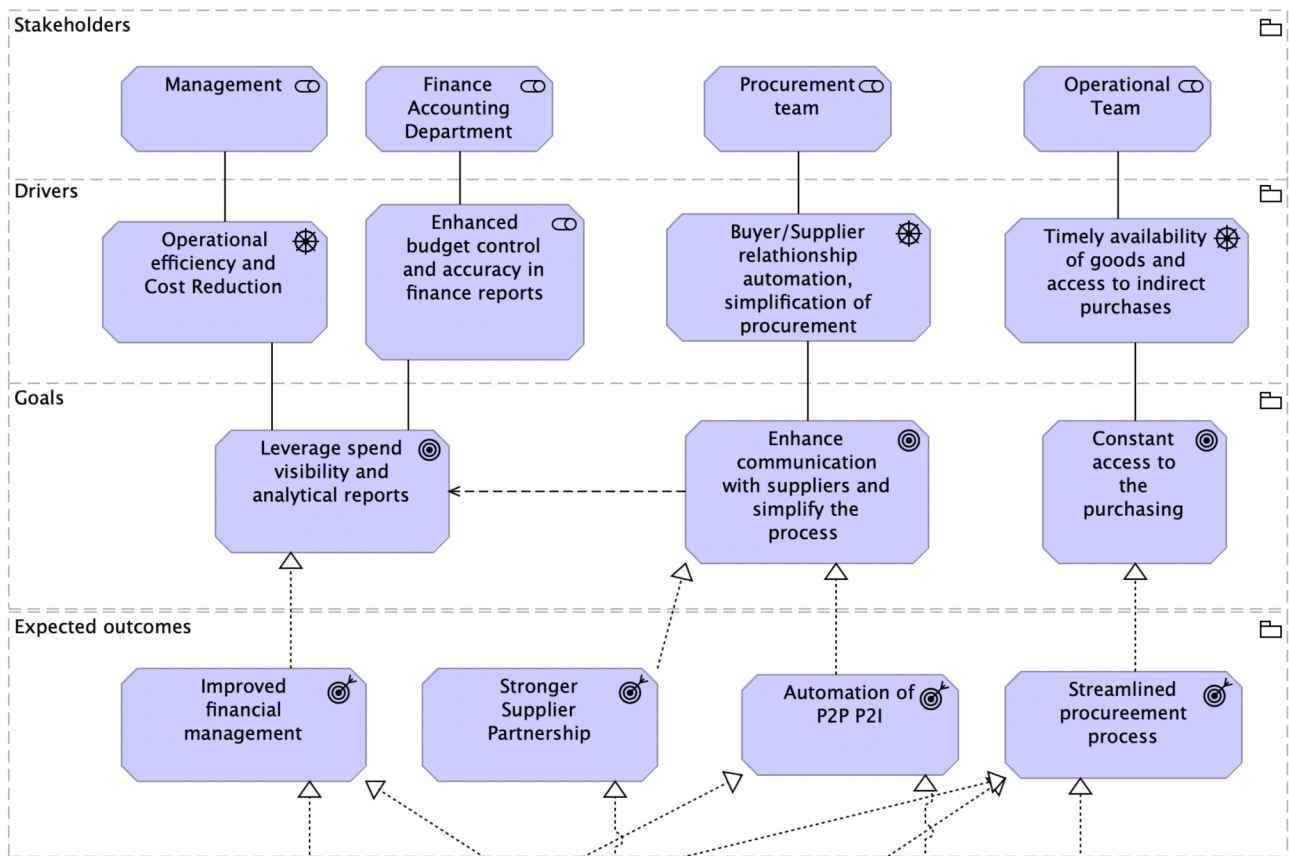 Stakeholders
Management
Finance
Accounting
Department
Procurement
team
Operational
Team
Drivers
Operational
efficiency and
Cost Reduction
Enhanced
budget control
and accuracy in
finance reports
Buyer/Supplier
relathionship
automation,
simplification of
procurement
Timely availability
of goods and
access to indirect
purchases
Goals
Leverage spend
visibility and
analytical reports
Enhance
communication
with suppliers and
simplify the
process
Constant
access to
the
purchasing
Expected outcomes
Improved
financial
management
Stronger
Supplier
Partnership
Automation of
P2P P2I
Streamlined
procureement
process